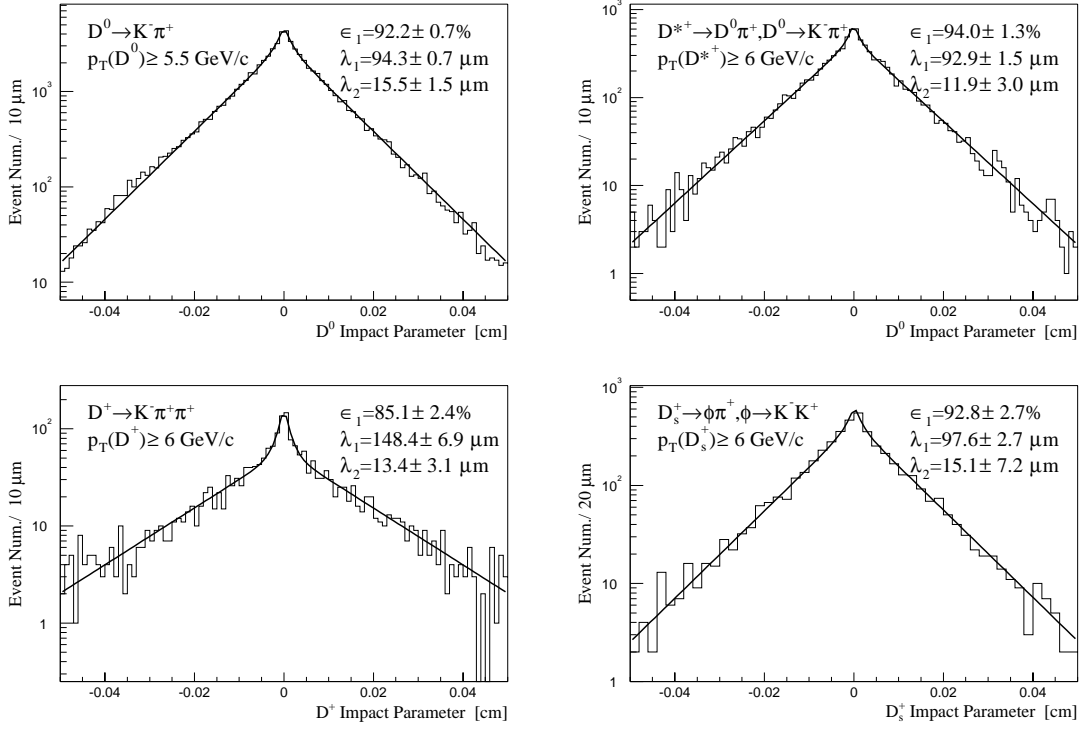 D⁰→K⁻π⁺
p_T(D⁰)≥ 5.5 GeV/c
ϵ₁=92.2± 0.7%
λ₁=94.3± 0.7 μm
λ₂=15.5± 1.5 μm
Event Num./ 10 μm
10³
10²
10
-0.04 -0.02 0 0.02 0.04
D⁰ Impact Parameter [cm]
D*⁺→D⁰π⁺,D⁰→K⁻π⁺
p_T(D*⁺)≥ 6 GeV/c
ϵ₁=94.0± 1.3%
λ₁=92.9± 1.5 μm
λ₂=11.9± 3.0 μm
Event Num./ 10 μm
10³
10²
10
1
-0.04 -0.02 0 0.02 0.04
D⁰ Impact Parameter [cm]
D⁺→K⁻π⁺π⁺
p_T(D⁺)≥ 6 GeV/c
ϵ₁=85.1± 2.4%
λ₁=148.4± 6.9 μm
λ₂=13.4± 3.1 μm
Event Num./ 10 μm
10²
10
1
-0.04 -0.02 0 0.02 0.04
D⁺ Impact Parameter [cm]
D_s⁺→ϕπ⁺,ϕ→K⁻K⁺
p_T(D_s⁺)≥ 6 GeV/c
ϵ₁=92.8± 2.7%
λ₁=97.6± 2.7 μm
λ₂=15.1± 7.2 μm
Event Num./ 20 μm
10³
10²
10
1
-0.04 -0.02 0 0.02 0.04
D_s⁺ Impact Parameter [cm]